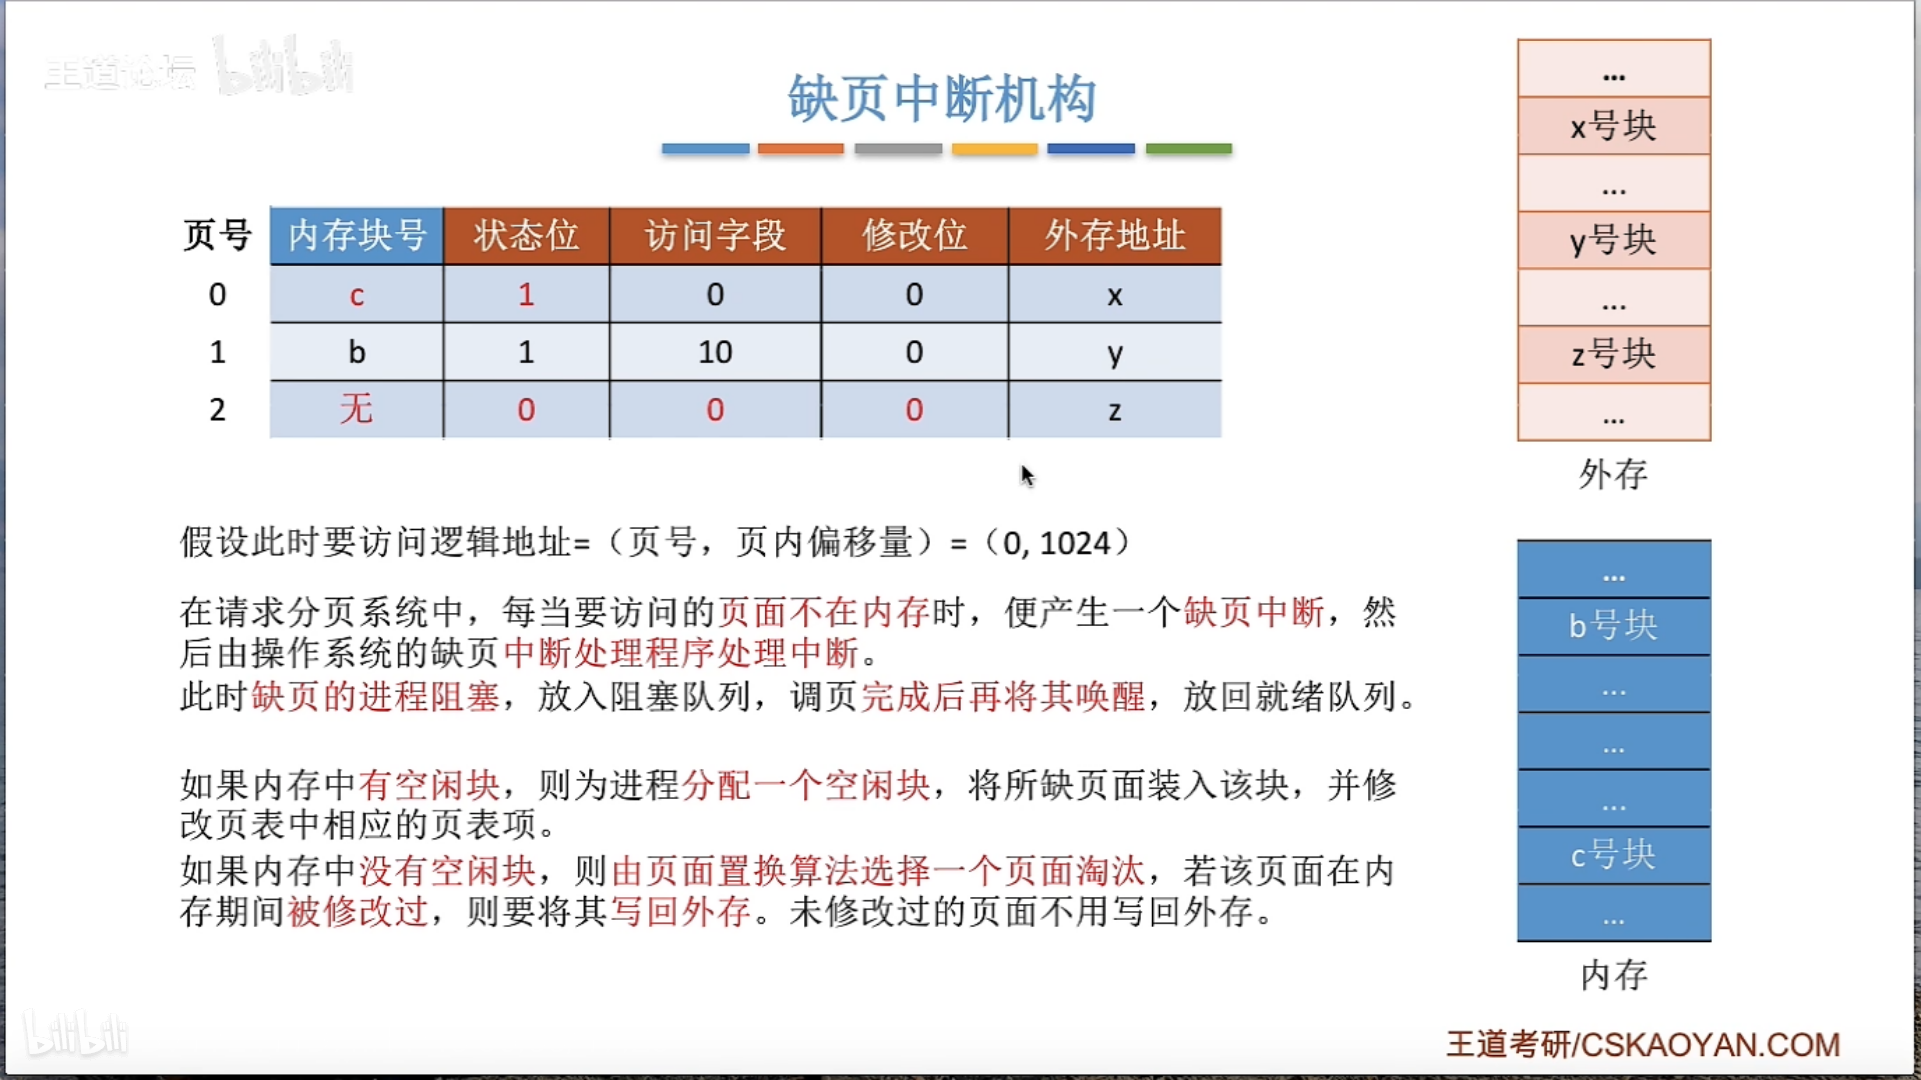 王道论坛 bilibili
缺页中断机构
页号 内存块号 状态位 访问字段 修改位 外存地址
0 c 1 0 0 x
1 b 1 10 0 y
2 无 0 0 0 z
假设此时要访问逻辑地址=（页号，页内偏移量）=（0, 1024）
在请求分页系统中，每当要访问的页面不在内存时，便产生一个缺页中断，然
后由操作系统的缺页中断处理程序处理中断。
此时缺页的进程阻塞，放入阻塞队列，调页完成后再将其唤醒，放回就绪队列。
如果内存中有空闲块，则为进程分配一个空闲块，将所缺页面装入该块，并修
改页表中相应的页表项。
如果内存中没有空闲块，则由页面置换算法选择一个页面淘汰，若该页面在内
存期间被修改过，则要将其写回外存。未修改过的页面不用写回外存。
...
x号块
...
y号块
...
z号块
...
外存
...
b号块
...
...
...
c号块
...
内存
bilibili
王道考研/CSKAOYAN.COM